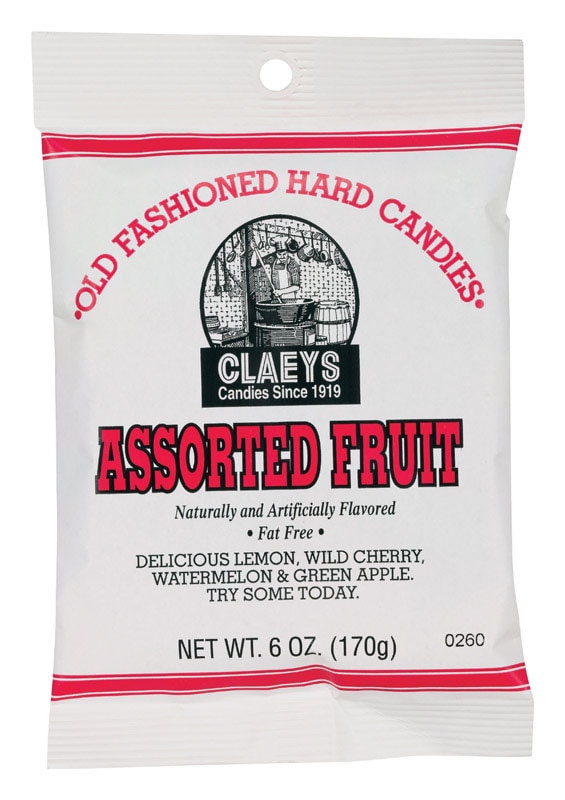 •OLD FASHIONED HARD CANDIES•
CLAEYS
Candies Since 1919
ASSORTED FRUIT
Naturally and Artificially Flavored
• Fat Free •
DELICIOUS LEMON, WILD CHERRY,
WATERMELON & GREEN APPLE.
TRY SOME TODAY.
NET WT. 6 OZ. (170g)
0260